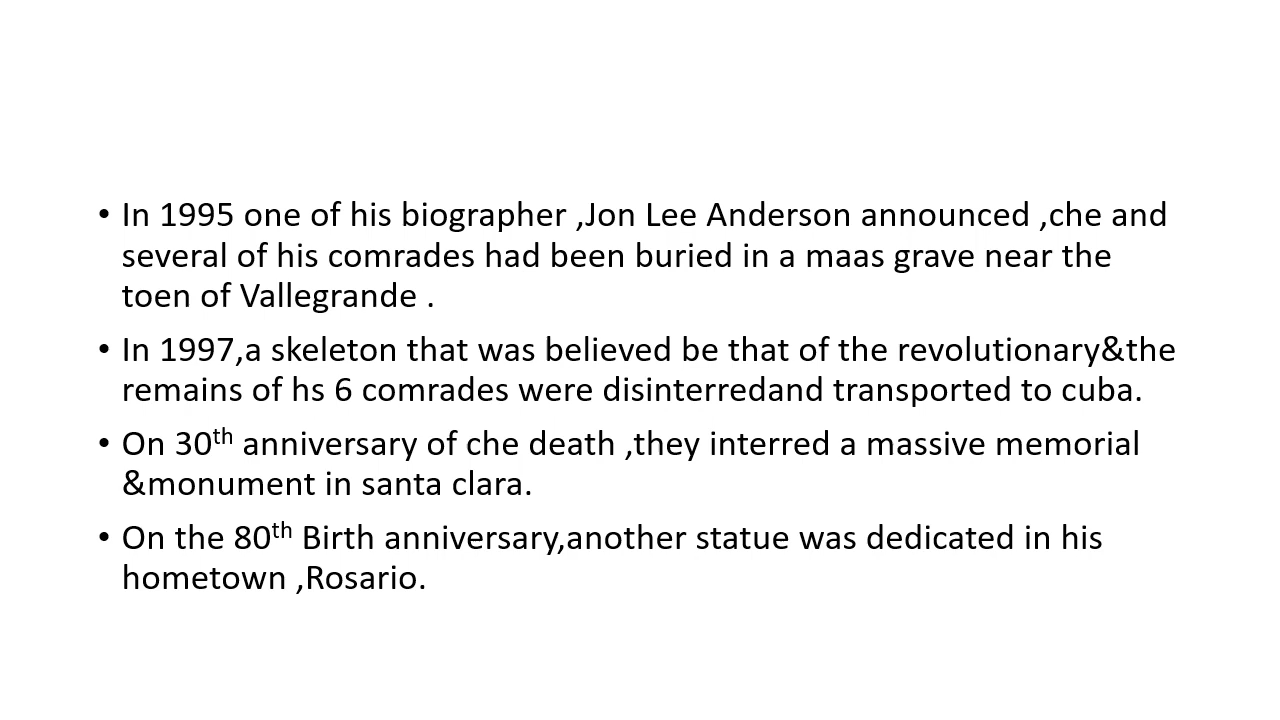 • In 1995 one of his biographer ,Jon Lee Anderson announced ,che and
several of his comrades had been buried in a maas grave near the
toen of Vallegrande .
• In 1997,a skeleton that was believed be that of the revolutionary&the
remains of hs 6 comrades were disinterredand transported to cuba.
• On 30th anniversary of che death ,they interred a massive memorial
&monument in santa clara.
• On the 80th Birth anniversary,another statue was dedicated in his
hometown ,Rosario.